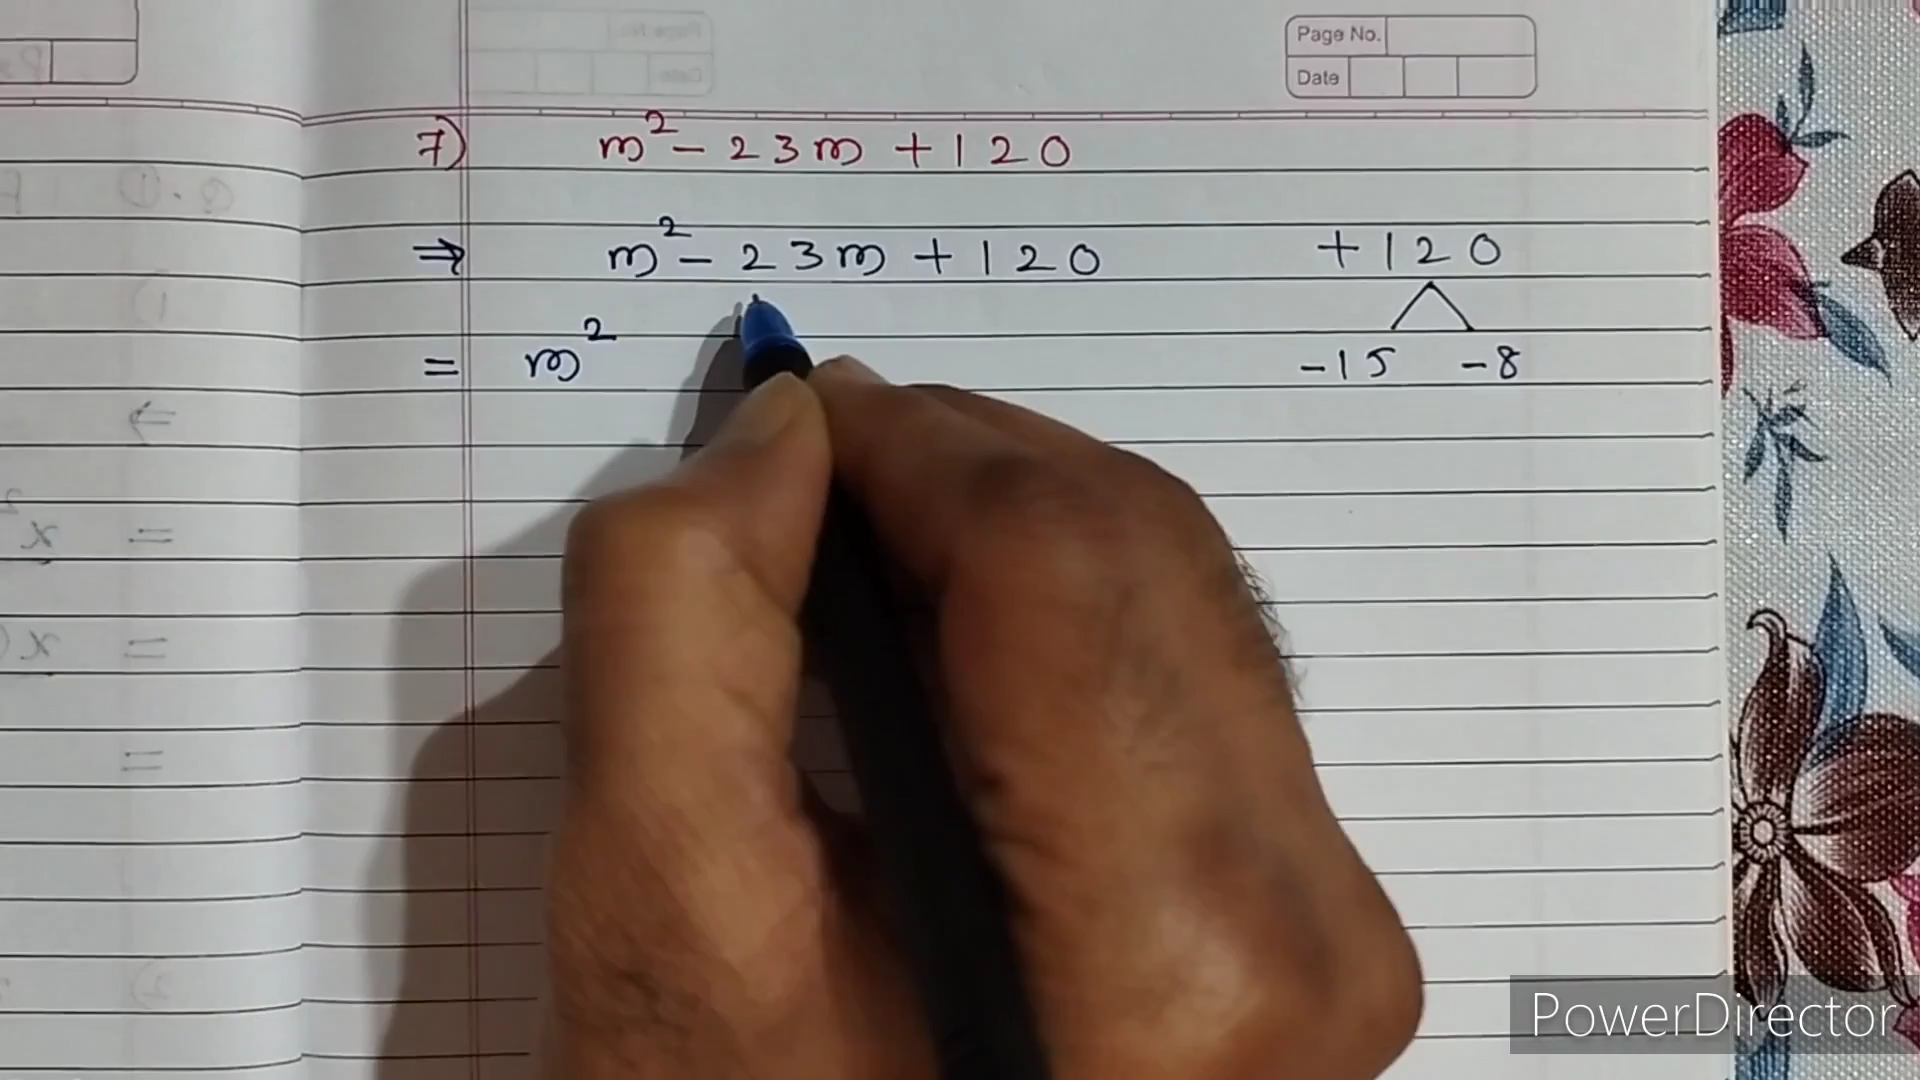 Page No.
Date
7) m² - 23m + 120
⇒ m² - 23m + 120 +120
= m² -15 -8
PowerDirector